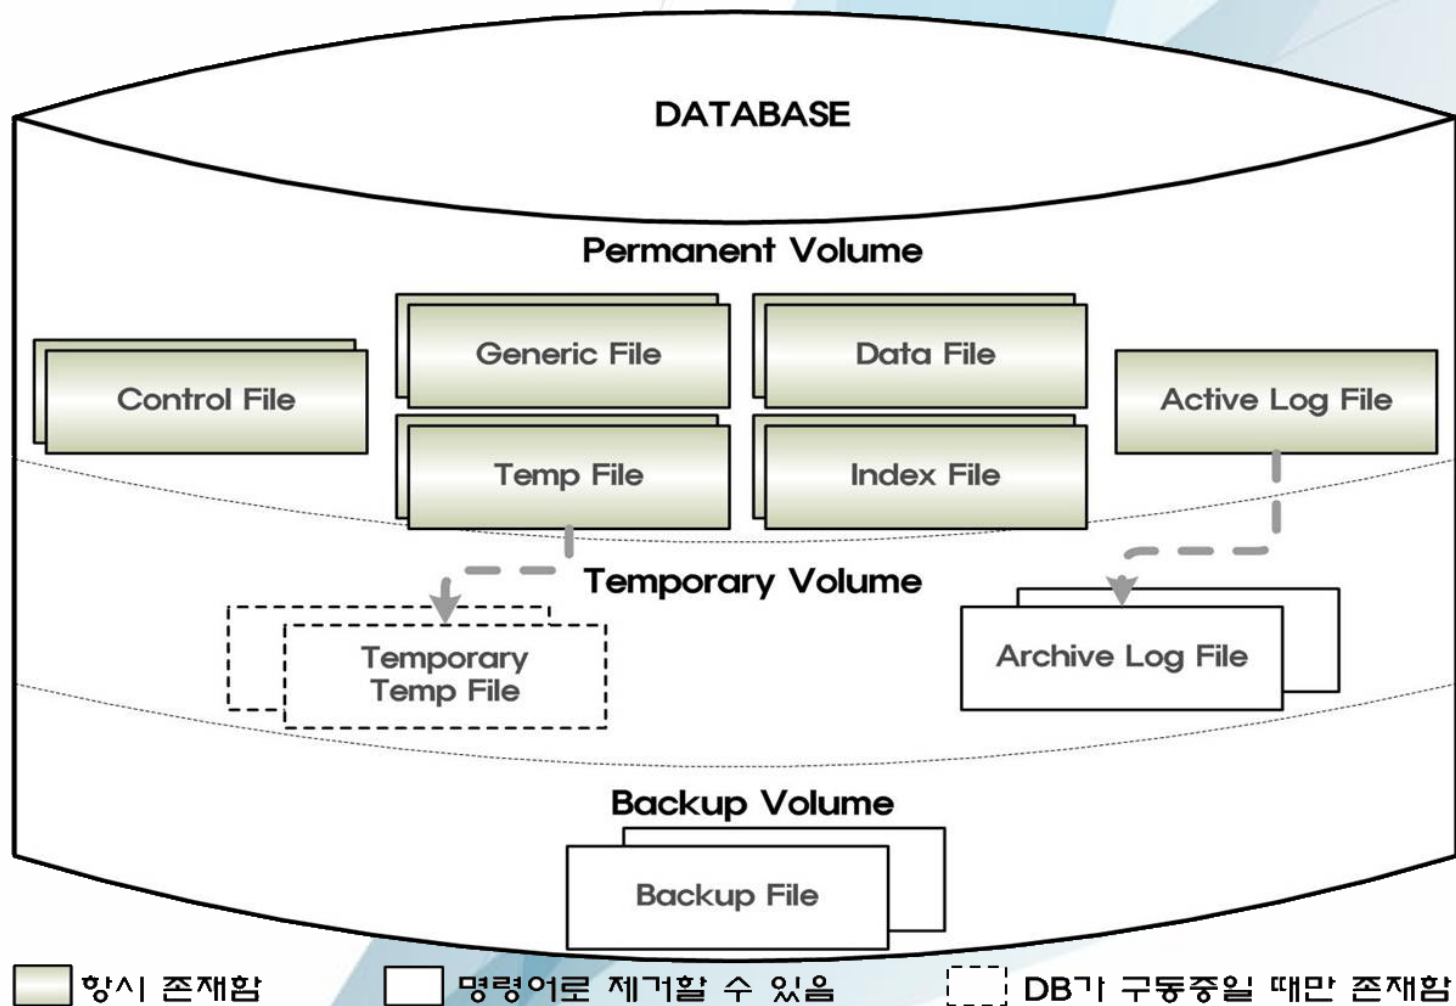 DATABASE
Permanent Volume
Control File
Generic File
Data File
Active Log File
Temp File
Index File
Temporary Volume
Temporary
Temp File
Archive Log File
Backup Volume
Backup File
항시 존재함
명령어로 제거할 수 있음
DB가 구동중일 때만 존재함